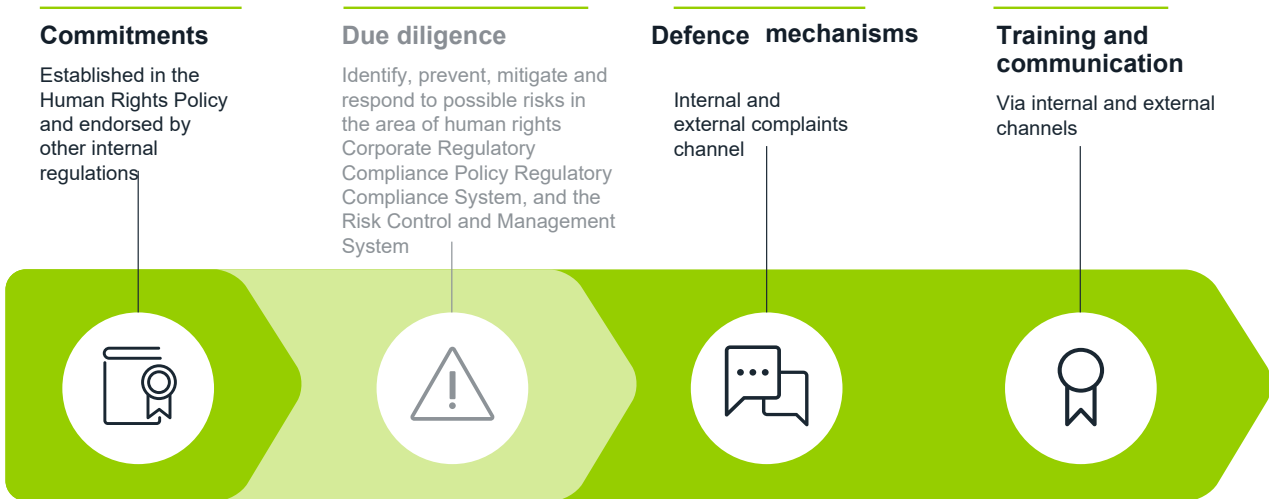 Commitments
Established in the
Human Rights Policy
and endorsed by
other internal
regulations
Due diligence
Identify, prevent, mitigate and
respond to possible risks in
the area of human rights
Corporate Regulatory
Compliance Policy Regulatory
Compliance System, and the
Risk Control and Management
System
Defence mechanisms
Internal and
external complaints
channel
Training and
communication
Via internal and external
channels